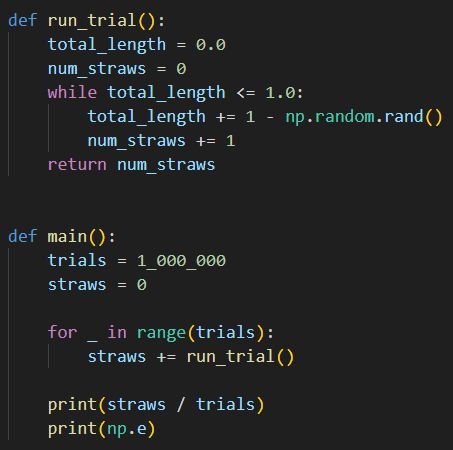 def run_trial():
    total_length = 0.0
    num_straws = 0
    while total_length <= 1.0:
        total_length += 1 - np.random.rand()
        num_straws += 1
    return num_straws
def main():
    trials = 1_000_000
    straws = 0
    for _ in range(trials):
        straws += run_trial()
    print(straws / trials)
    print(np.e)